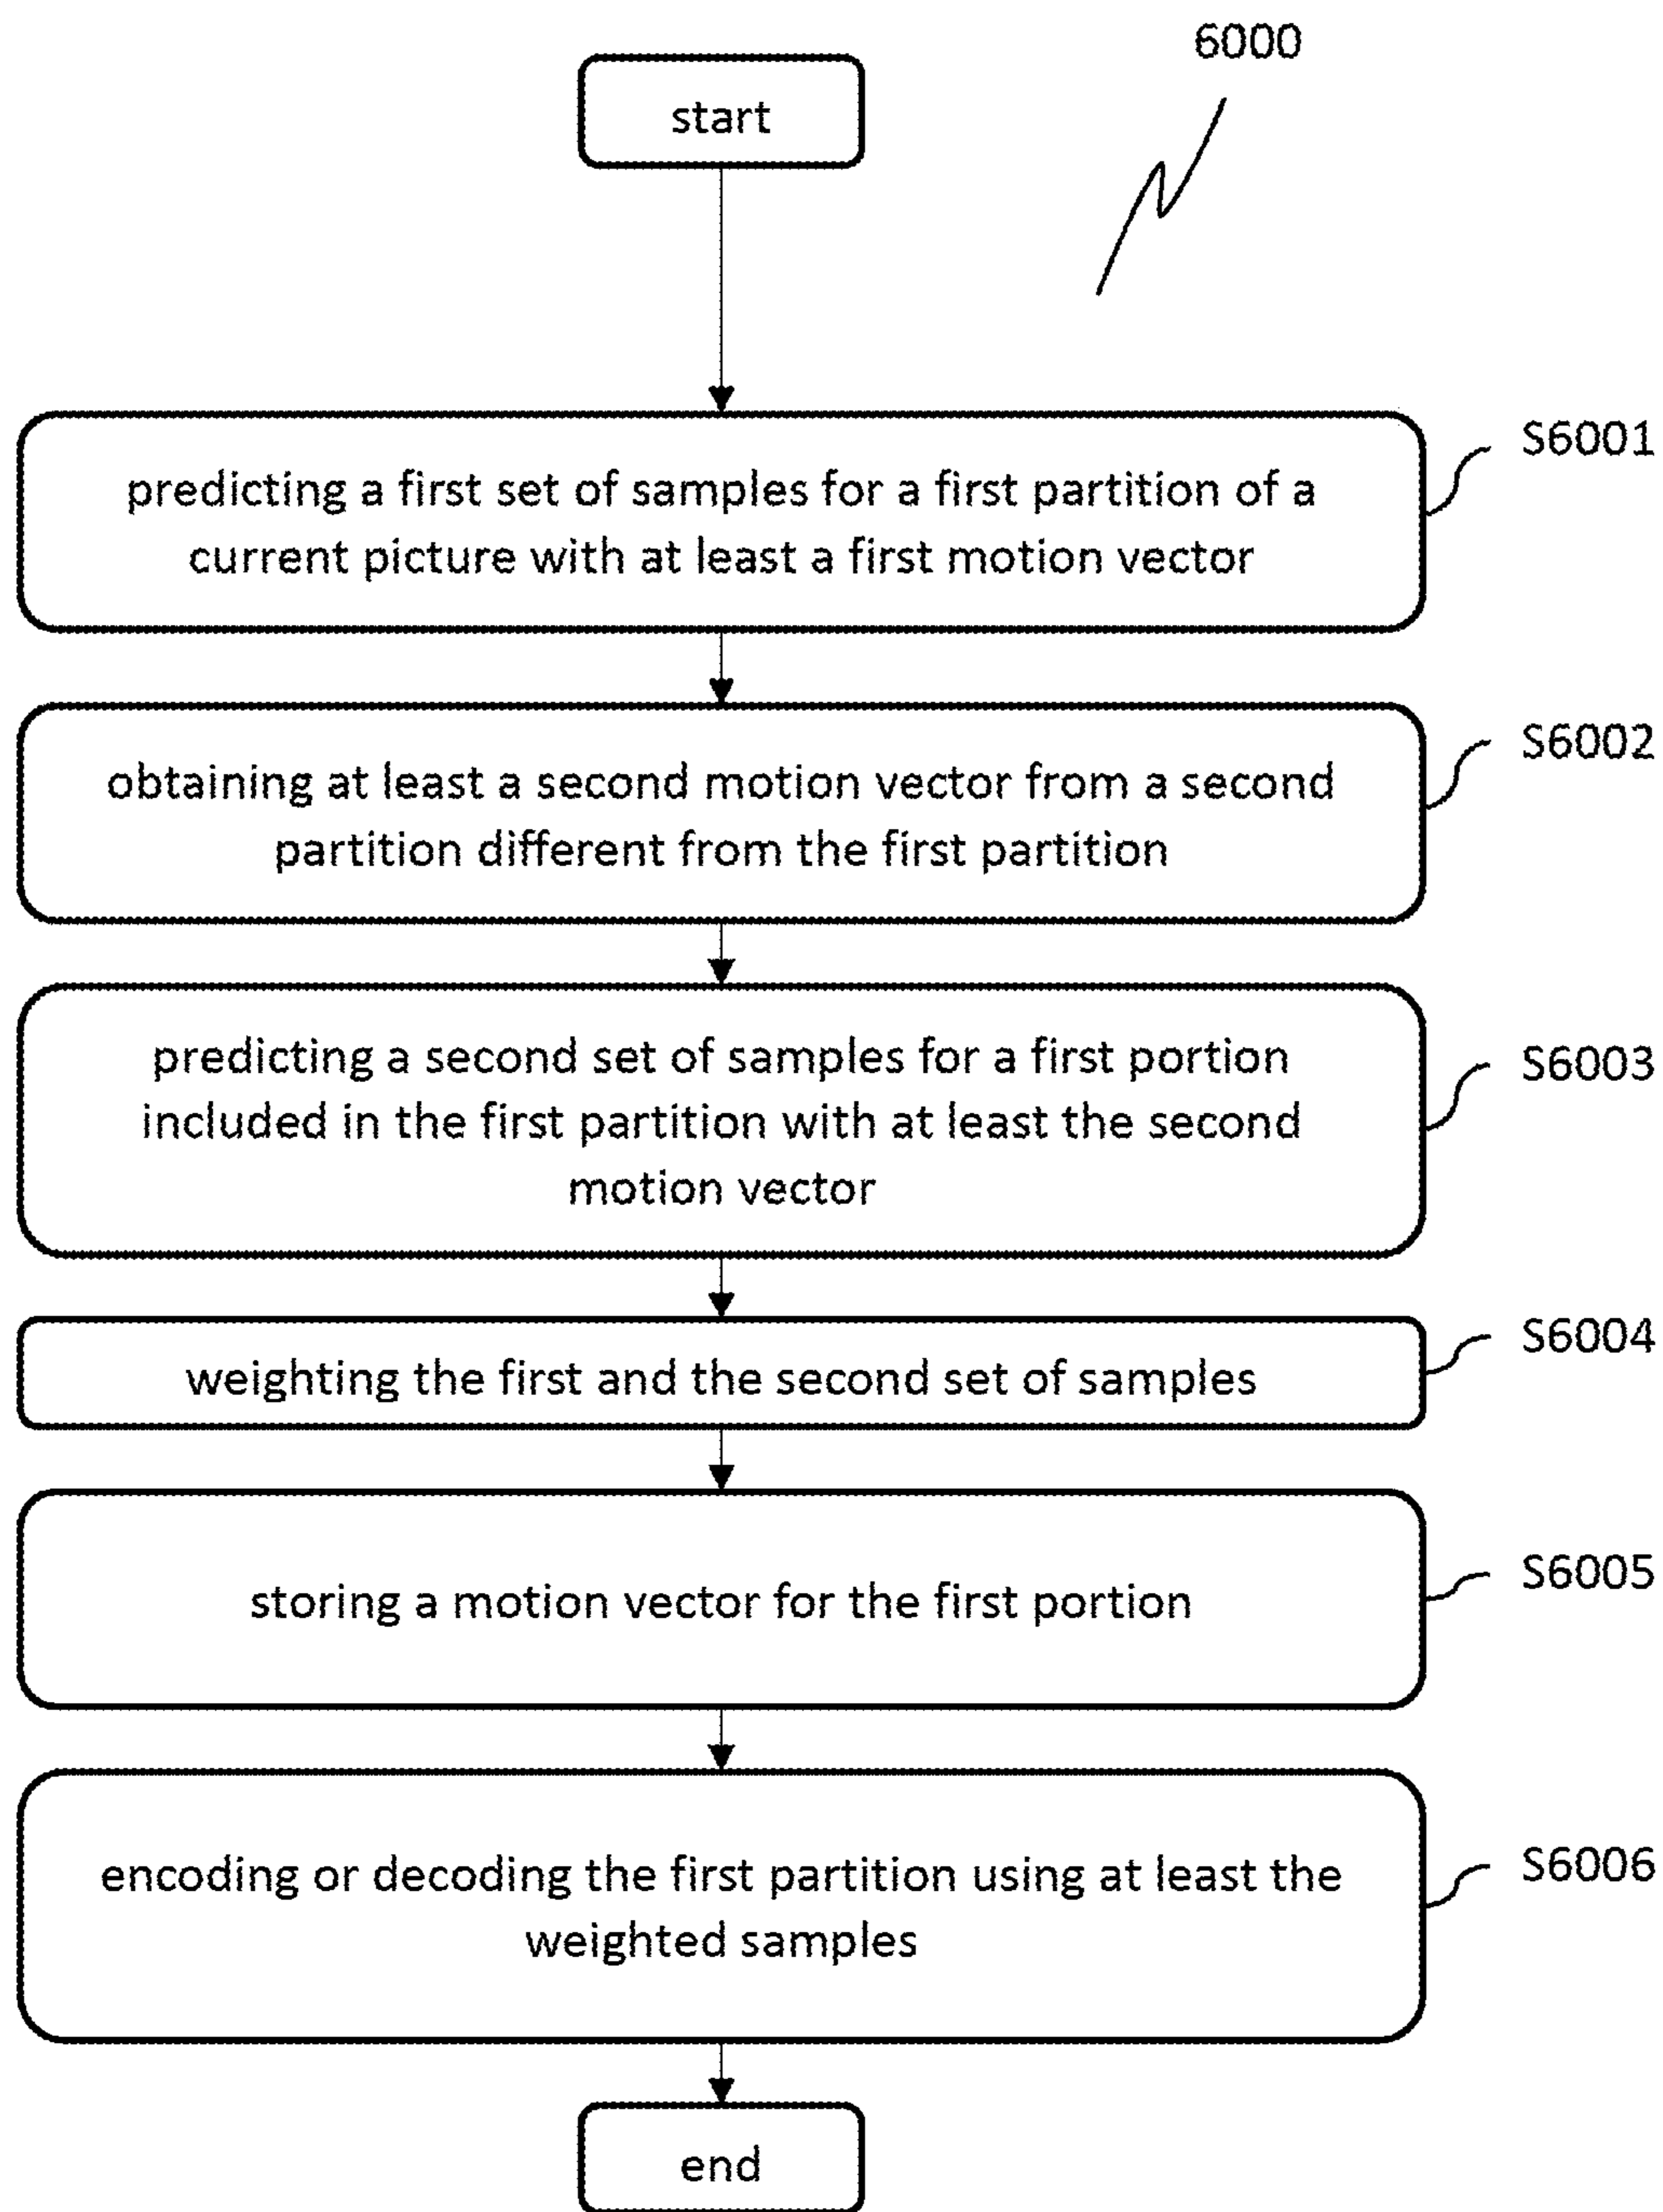 6000
start
S6001
predicting a first set of samples for a first partition of a
current picture with at least a first motion vector
S6002
obtaining at least a second motion vector from a second
partition different from the first partition
S6003
predicting a second set of samples for a first portion
included in the first partition with at least the second
motion vector
S6004
weighting the first and the second set of samples
S6005
storing a motion vector for the first portion
S6006
encoding or decoding the first partition using at least the
weighted samples
end